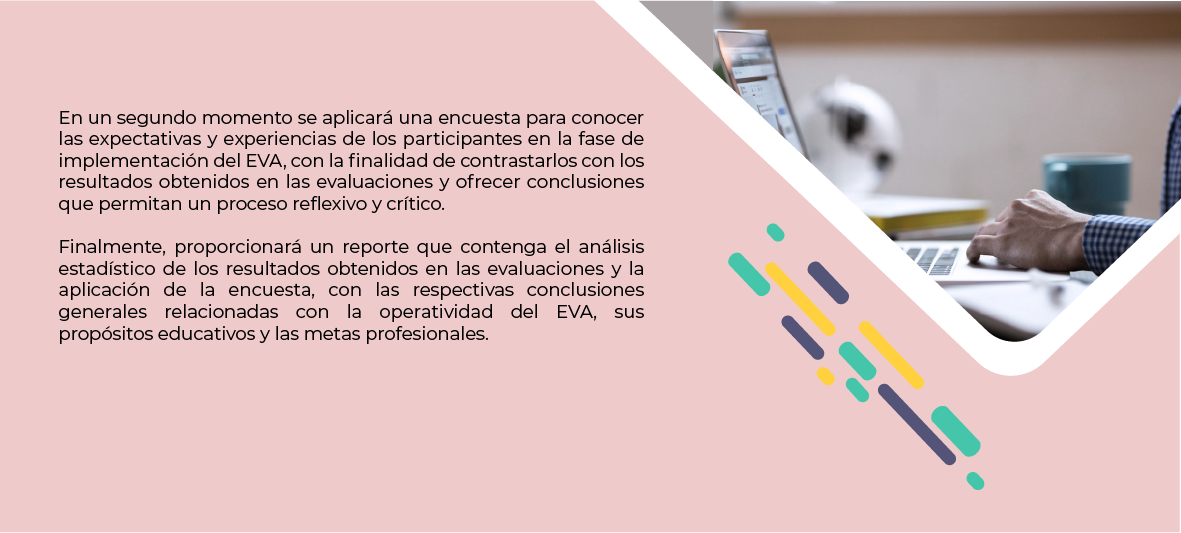 En un segundo momento se aplicará una encuesta para conocer
las expectativas y experiencias de los participantes en la fase de
implementación del EVA, con la finalidad de contrastarlos con los
resultados obtenidos en las evaluaciones y ofrecer conclusiones
que permitan un proceso reflexivo y crítico.
Finalmente, proporcionará un reporte que contenga el análisis
estadístico de los resultados obtenidos en las evaluaciones y la
aplicación de la encuesta, con las respectivas conclusiones
generales relacionadas con la operatividad del EVA, sus
propósitos educativos y las metas profesionales.